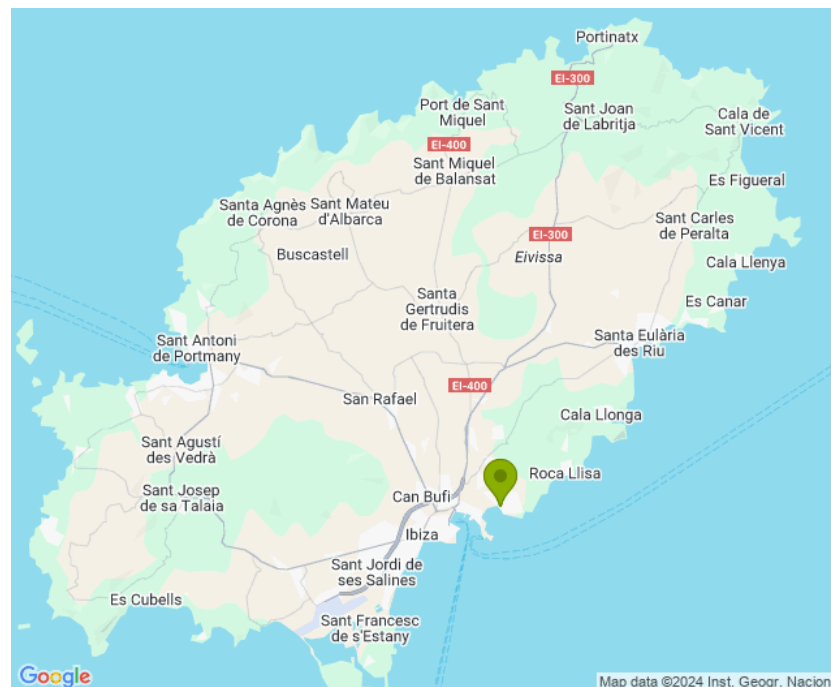 Portinatx
EI-300
Port de Sant
Miquel
Sant Joan
de Labritja
Cala de
Sant Vicent
EI-400
Sant Miquel
de Balansat
Es Figueral
Santa Agnès
de Corona
Sant Mateu
d'Albarca
Sant Carles
de Peralta
EI-300
Buscastell
Eivissa
Cala Llenya
Santa
Gertrudis
de Fruitera
Es Canar
Sant Antoni
de Portmany
Santa Eulària
des Riu
EI-400
San Rafael
Cala Llonga
Sant Agustí
des Vedrà
Roca Llisa
Sant Josep
de sa Talaia
Can Bufi
Ibiza
Sant Jordi de
ses Salines
Es Cubells
Sant Francesc
de s'Estany
Google
Map data ©2024 Inst. Geogr. Nacion